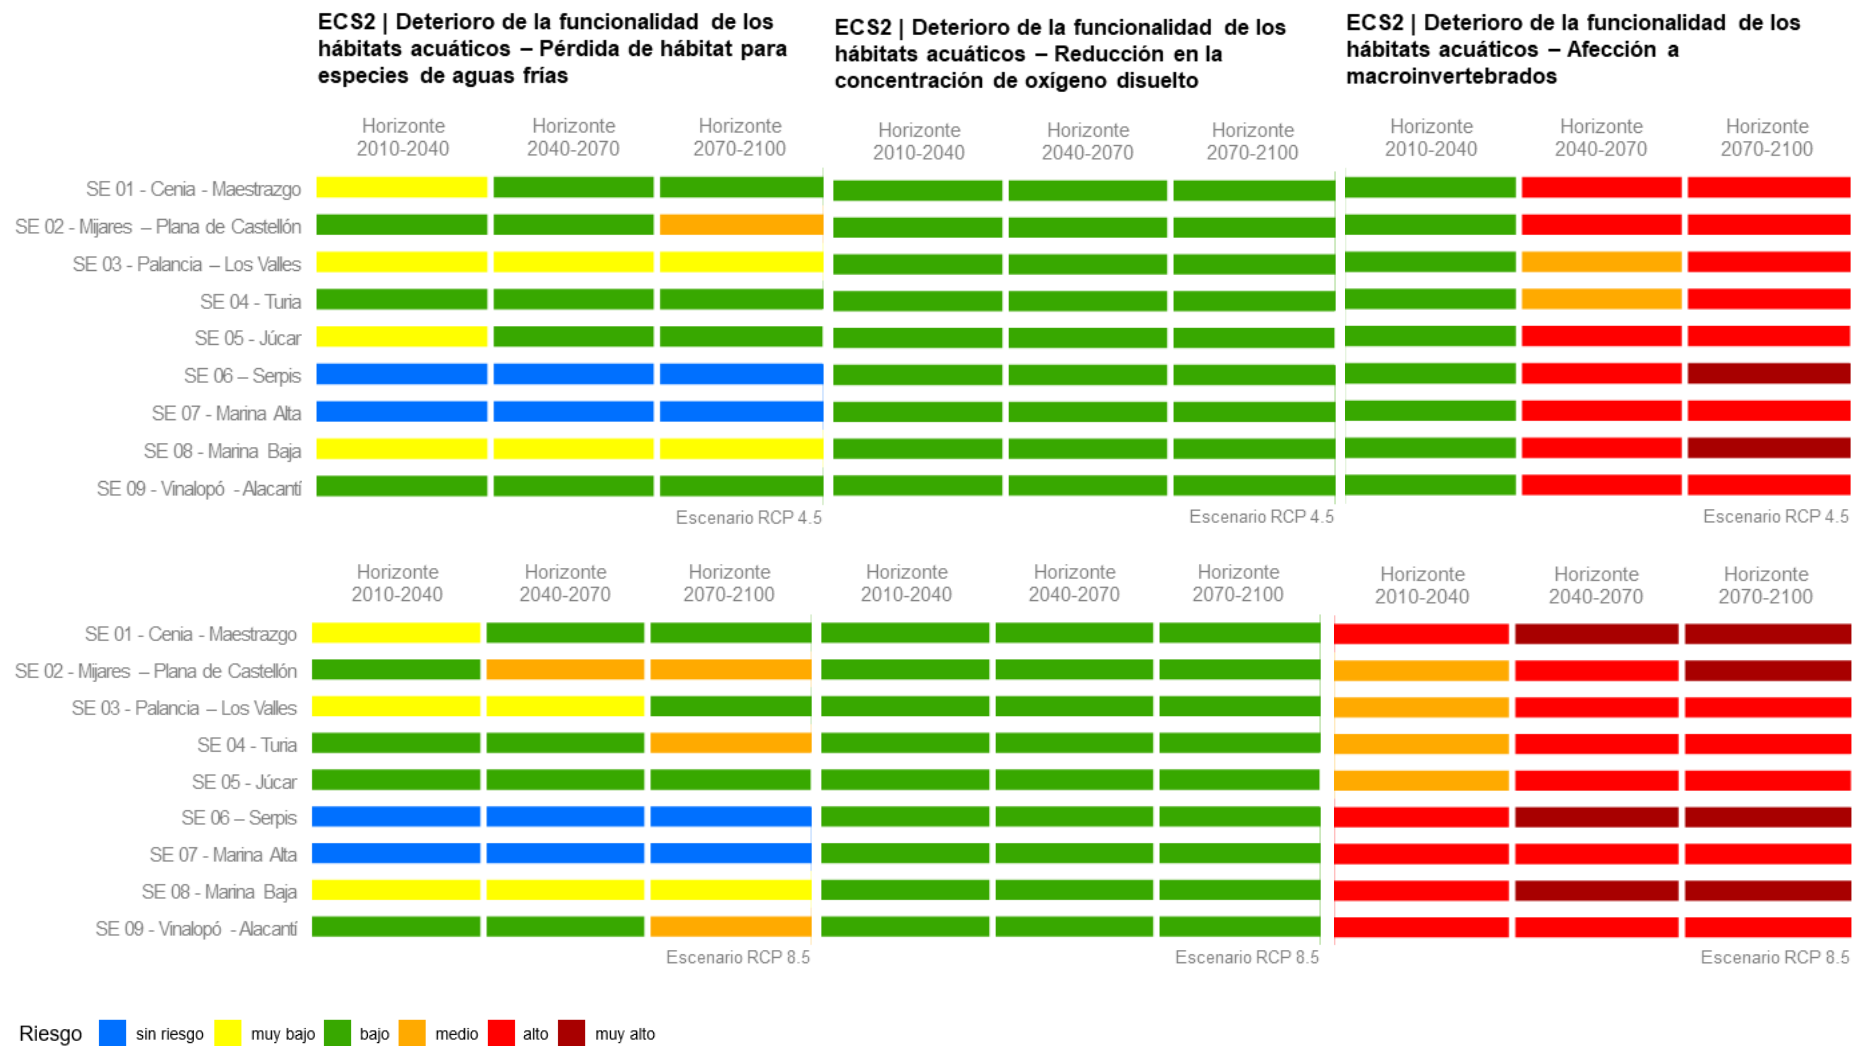 ECS2 | Deterioro de la funcionalidad de los
hábitats acuáticos – Pérdida de hábitat para
especies de aguas frías
ECS2 | Deterioro de la funcionalidad de los
hábitats acuáticos – Reducción en la
concentración de oxígeno disuelto
ECS2 | Deterioro de la funcionalidad de los
hábitats acuáticos – Afección a
macroinvertebrados
Horizonte
2010-2040
Horizonte
2040-2070
Horizonte
2070-2100
Horizonte
2010-2040
Horizonte
2040-2070
Horizonte
2070-2100
Horizonte
2010-2040
Horizonte
2040-2070
Horizonte
2070-2100
SE 01 - Cenia - Maestrazgo
SE 02 - Mijares – Plana de Castellón
SE 03 - Palancia – Los Valles
SE 04 - Turia
SE 05 - Júcar
SE 06 – Serpis
SE 07 - Marina Alta
SE 08 - Marina Baja
SE 09 - Vinalopó - Alacantí
Escenario RCP 4.5
Escenario RCP 4.5
Escenario RCP 4.5
Horizonte
2010-2040
Horizonte
2040-2070
Horizonte
2070-2100
Horizonte
2010-2040
Horizonte
2040-2070
Horizonte
2070-2100
Horizonte
2010-2040
Horizonte
2040-2070
Horizonte
2070-2100
SE 01 - Cenia - Maestrazgo
SE 02 - Mijares – Plana de Castellón
SE 03 - Palancia – Los Valles
SE 04 - Turia
SE 05 - Júcar
SE 06 – Serpis
SE 07 - Marina Alta
SE 08 - Marina Baja
SE 09 - Vinalopó - Alacantí
Escenario RCP 8.5
Escenario RCP 8.5
Escenario RCP 8.5
Riesgo sin riesgo muy bajo bajo medio alto muy alto